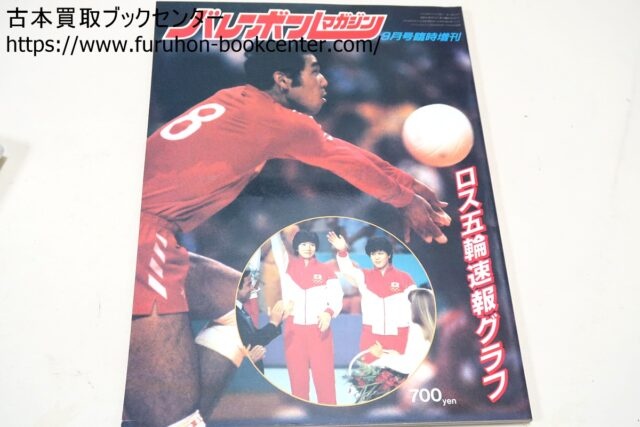 古本買取ブックセンター
https://www.furuhon-bookcenter.com/
バレーボールマガジン
9月号臨時増刊
8
ロス五輪速報グラフ
700yen